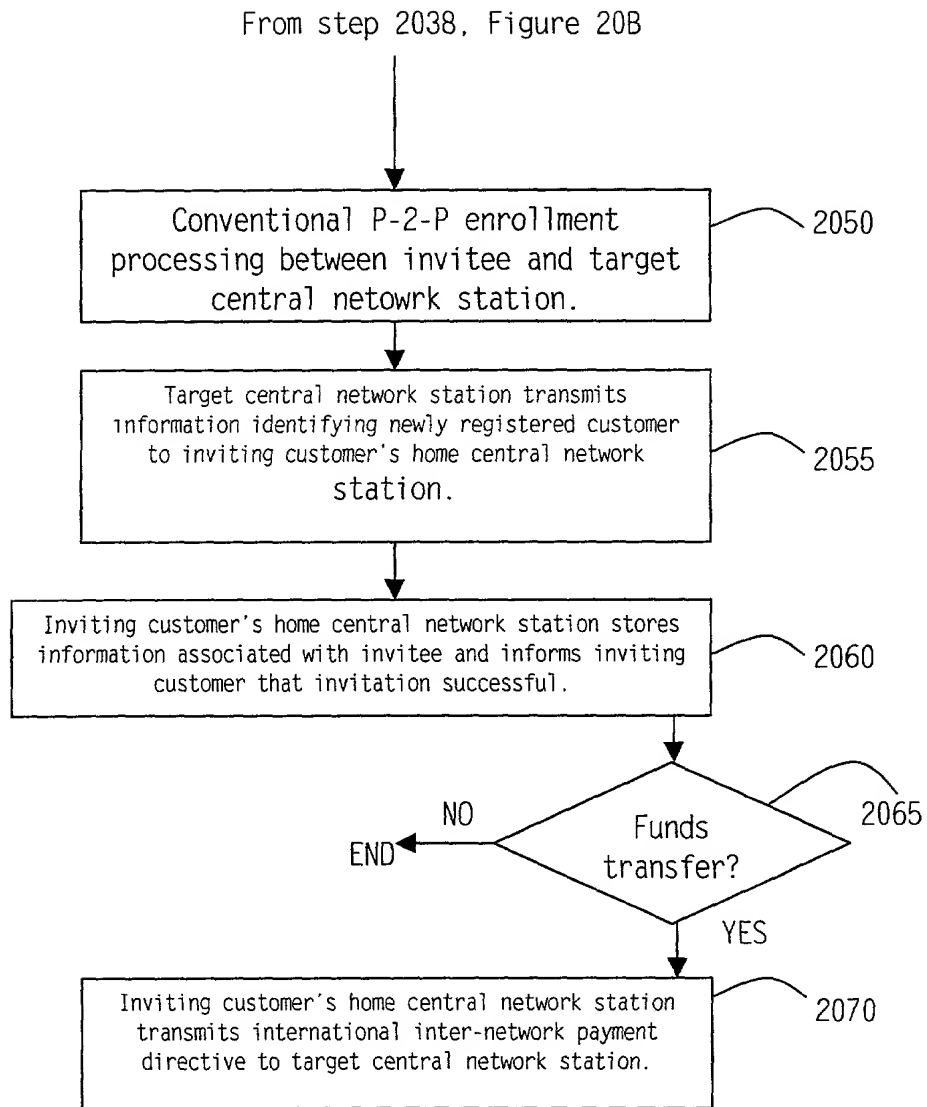 From step 2038, Figure 20B
Conventional P-2-P enrollment
processing between invitee and target
central netowrk station.
2050
Target central network station transmits
information identifying newly registered customer
to inviting customer's home central network
station.
2055
Inviting customer's home central network station stores
information associated with invitee and informs inviting
customer that invitation successful.
2060
Funds
transfer?
2065
NO
END
YES
Inviting customer's home central network station
transmits international inter-network payment
directive to target central network station.
2070